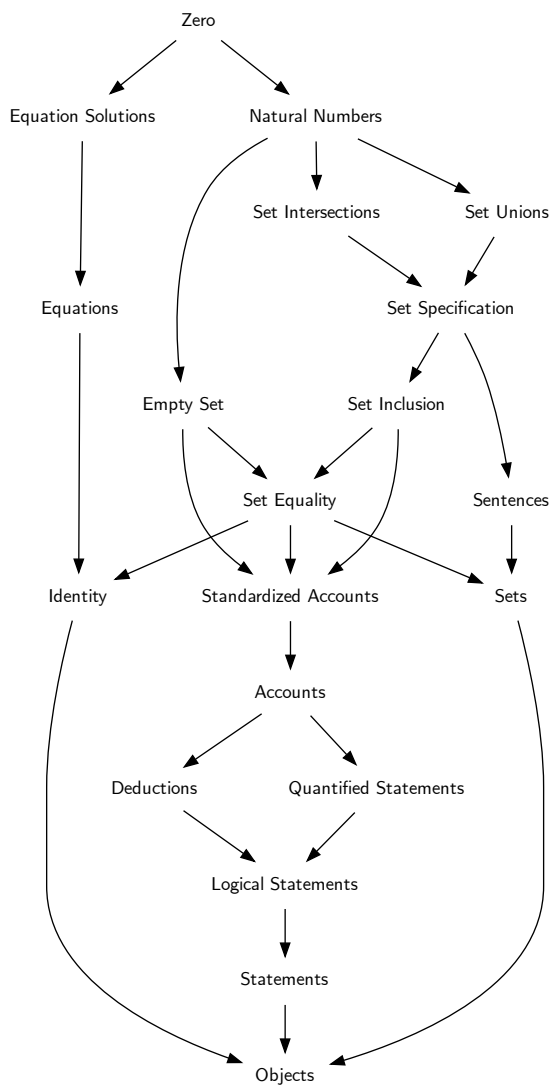 Zero
Equation Solutions
Natural Numbers
Set Intersections
Set Unions
Equations
Set Specification
Empty Set
Set Inclusion
Set Equality
Sentences
Identity
Standardized Accounts
Sets
Accounts
Deductions
Quantified Statements
Logical Statements
Statements
Objects